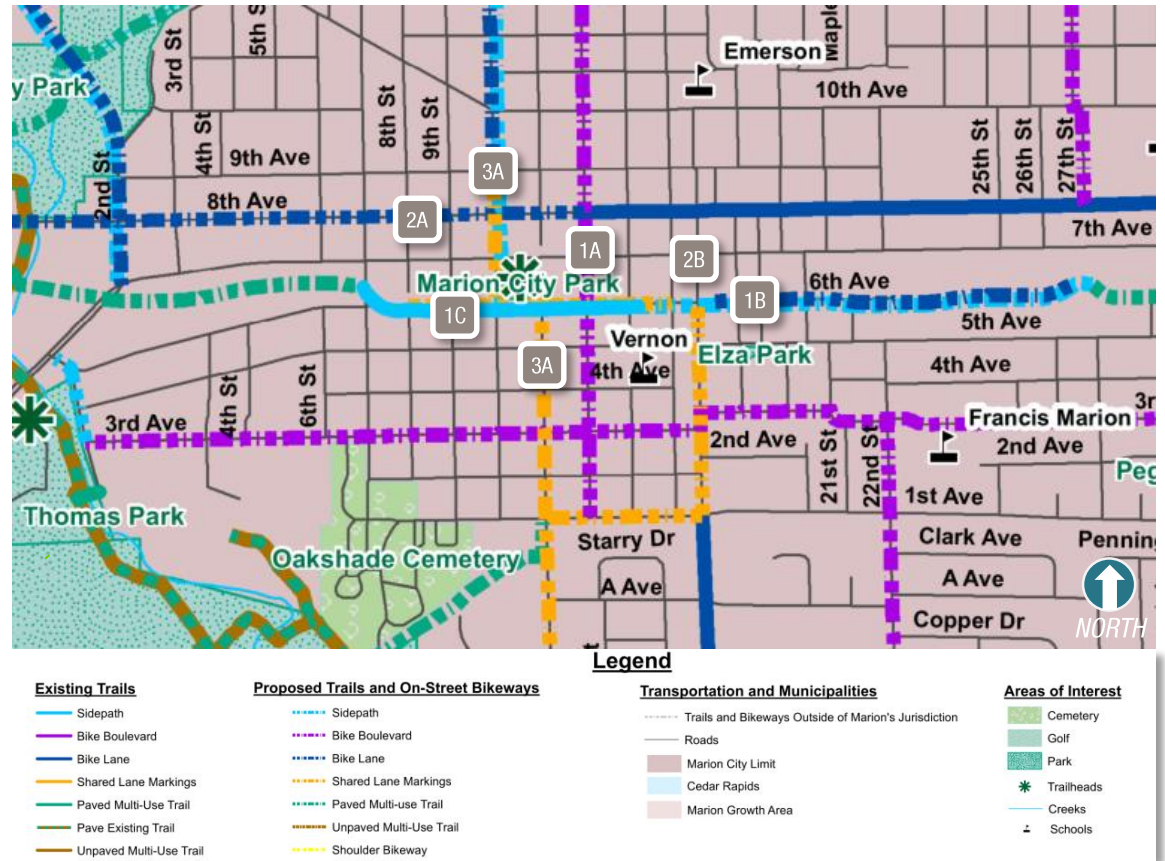 5th St
Maple
3rd St
Emerson
y Park
10th Ave
8th St
9th St
4th St
25th St
26th St
27th St
9th Ave
3A
2nd St
8th Ave
2A
7th Ave
1A
2B
Marion City Park
6th Ave
1B
1C
5th Ave
Vernon
Elza Park
4th Ave
3A
4th Ave
4th St
6th St
3rd Ave
3r
Francis Marion
2nd Ave
2nd Ave
21st St
22nd St
Peg
1st Ave
Thomas Park
Starry Dr
Clark Ave
Penning
Oakshade Cemetery
A Ave
A Ave
Copper Dr
NORTH
t
Legend
Existing Trails
Sidepath
Bike Boulevard
Bike Lane
Shared Lane Markings
Paved Multi-Use Trail
Pave Existing Trail
Unpaved Multi-Use Trail
Proposed Trails and On-Street Bikeways
Sidepath
Bike Boulevard
Bike Lane
Shared Lane Markings
Paved Multi-use Trail
Unpaved Multi-Use Trail
Shoulder Bikeway
Transportation and Municipalities
Trails and Bikeways Outside of Marion's Jurisdiction
Roads
Marion City Limit
Cedar Rapids
Marion Growth Area
Areas of Interest
Cemetery
Golf
Park
Trailheads
Creeks
Schools